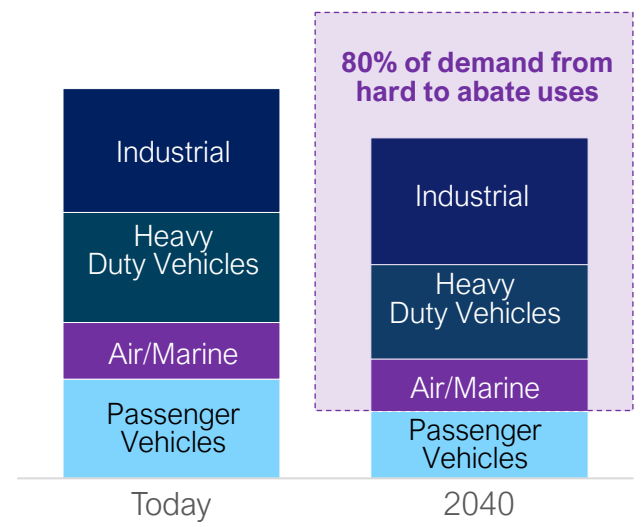 80% of demand from
hard to abate uses
Industrial
Heavy
Duty Vehicles
Air/Marine
Passenger
Vehicles
Industrial
Heavy
Duty Vehicles
Air/Marine
Passenger
Vehicles
Today
2040